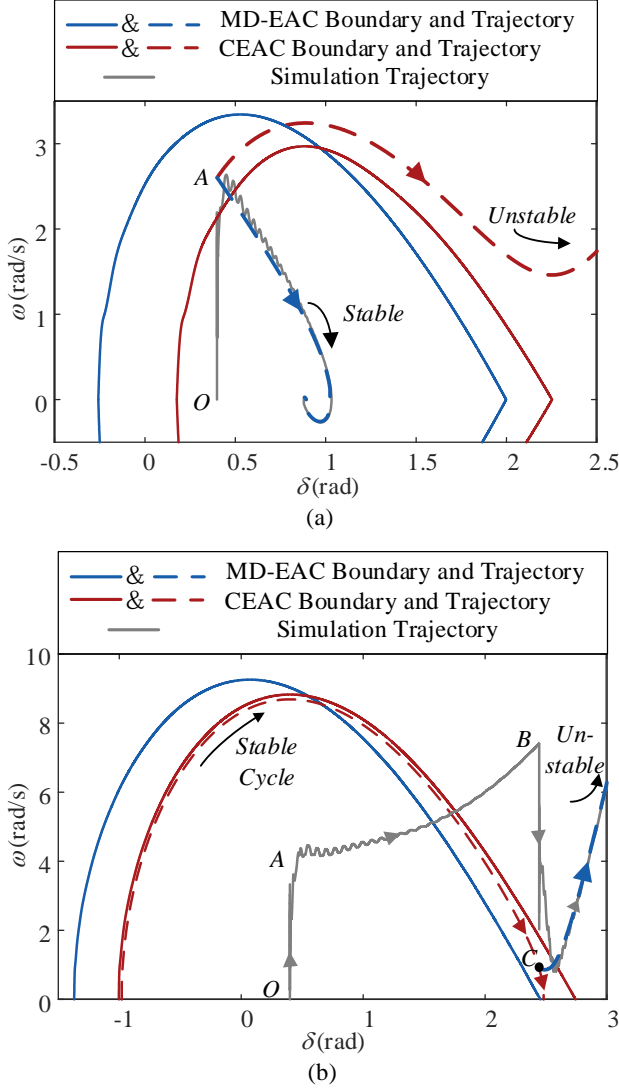 & MD-EAC Boundary and Trajectory
& CEAC Boundary and Trajectory
Simulation Trajectory
3
2
1
0
ω(rad/s)
A
O
Unstable
Stable
-0.5 0 0.5 1 1.5 2 2.5
δ(rad)
(a)
& MD-EAC Boundary and Trajectory
& CEAC Boundary and Trajectory
Simulation Trajectory
10
8
6
4
2
0
ω(rad/s)
Stable
Cycle
B
Un-
stable
A
C
O
-1 0 1 2 3
δ(rad)
(b)